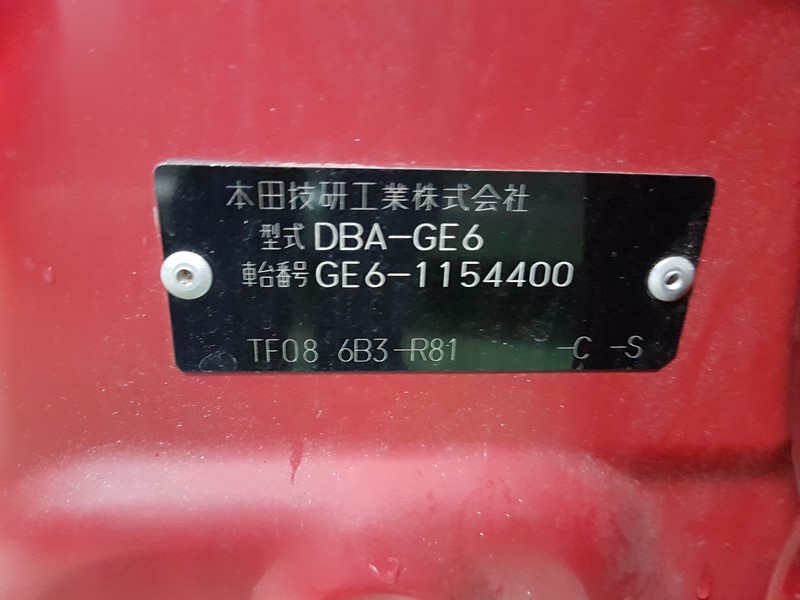 本田技研工業株式会社
型式 DBA-GE6
車台番号 GE6-1154400
TF08 6B3-R81 -C -S